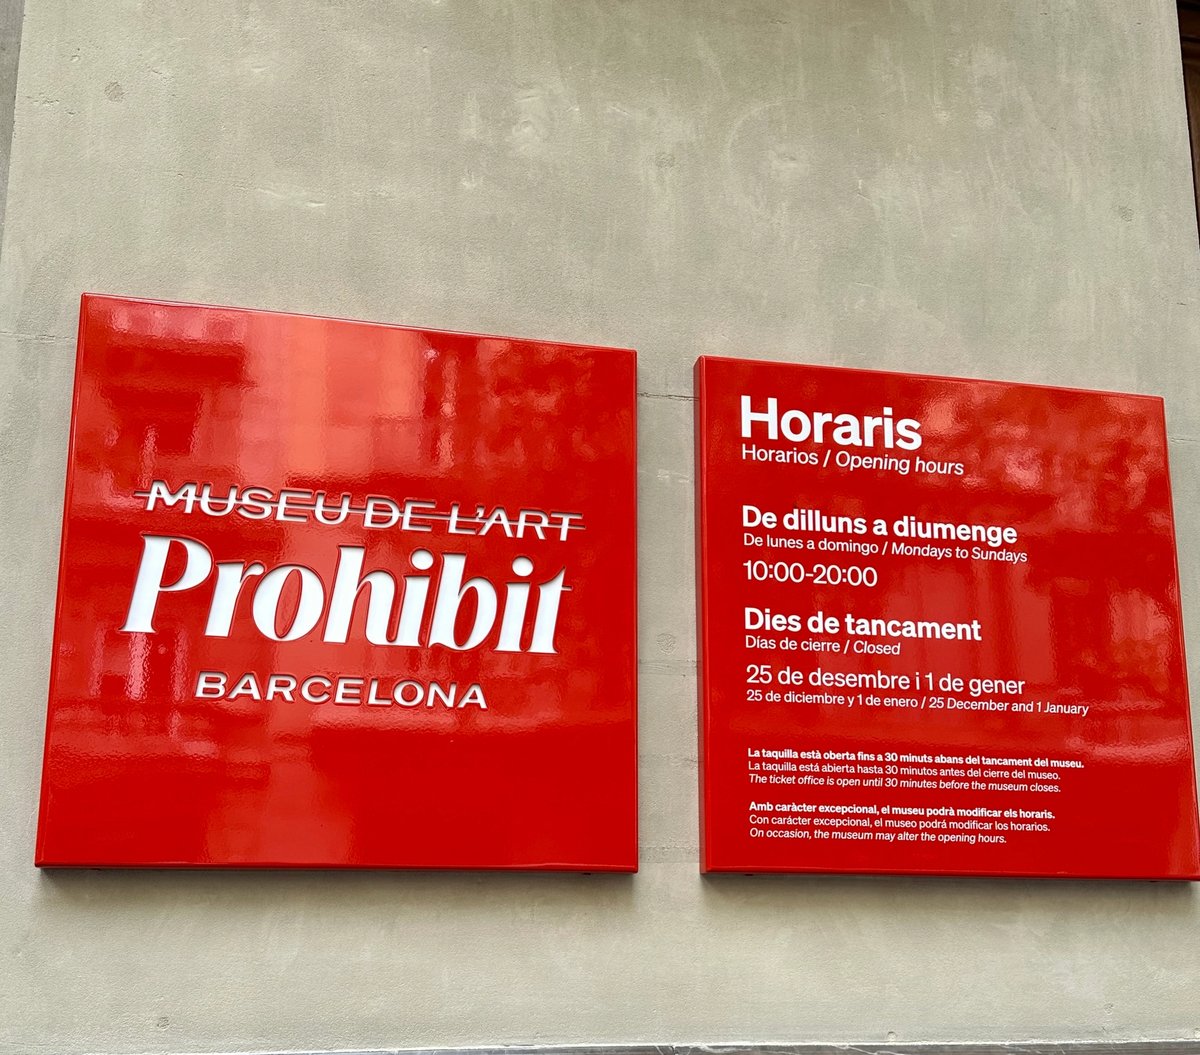 MUSEU DE L'ART
Prohibit
BARCELONA
Horaris
Horarios / Opening hours
De dilluns a diumenge
De lunes a domingo / Mondays to Sundays
10:00-20:00
Dies de tancament
Días de cierre / Closed
25 de desembre i 1 de gener
25 de diciembre y 1 de enero / 25 December and 1 January
La taquilla està oberta fins a 30 minuts abans del tancament del museu.
La taquilla está abierta hasta 30 minutos antes del cierre del museo.
The ticket office is open until 30 minutes before the museum closes.
Amb caràcter excepcional, el museu podrà modificar els horaris.
Con carácter excepcional, el museo podrá modificar los horarios.
On occasion, the museum may alter the opening hours.